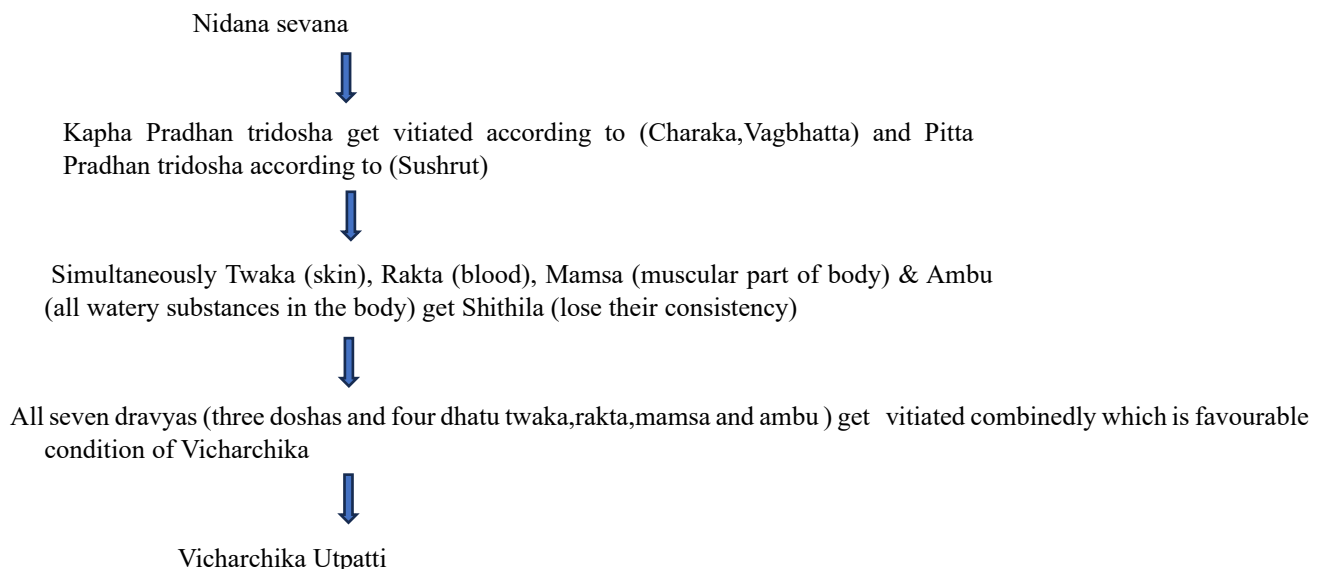 Nidana sevana
Kapha Pradhan tridosha get vitiated according to (Charaka,Vagbhatta) and Pitta
Pradhan tridosha according to (Sushrut)
Simultaneously Twaka (skin), Rakta (blood), Mamsa (muscular part of body) & Ambu
(all watery substances in the body) get Shithila (lose their consistency)
All seven dravyas (three doshas and four dhatu twaka,rakta,mamsa and ambu ) get vitiated combinedly which is favourable
condition of Vicharchika
Vicharchika Utpatti